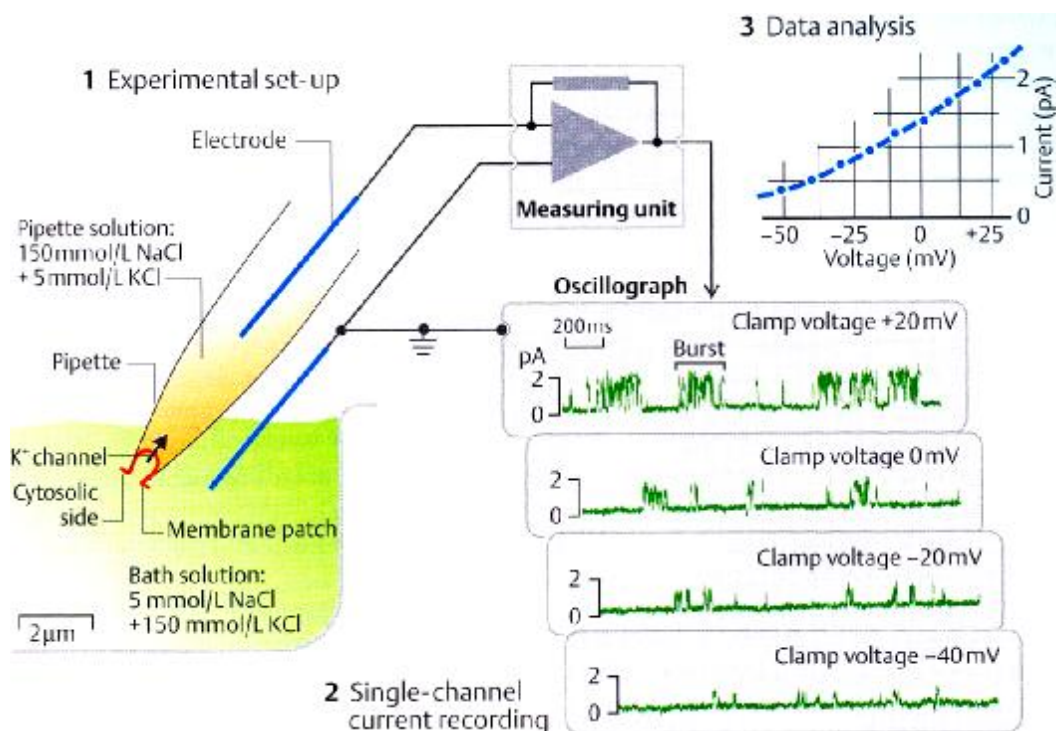 1 Experimental set-up
Electrode
Pipette solution:
150 mmol/L NaCl
+ 5 mmol/L KCl
Pipette
K+ channel
Cytosolic
side
Membrane patch
Bath solution:
5 mmol/L NaCl
+150 mmol/L KCl
2µm
Measuring unit
3 Data analysis
2
1
0
Current (pA)
−50
−25
0
+25
Voltage (mV)
Oscillograph
Clamp voltage +20 mV
200 ms
Burst
pA
2
0
Clamp voltage 0 mV
2
0
Clamp voltage −20 mV
2
0
Clamp voltage −40 mV
2
0
2 Single-channel
current recording